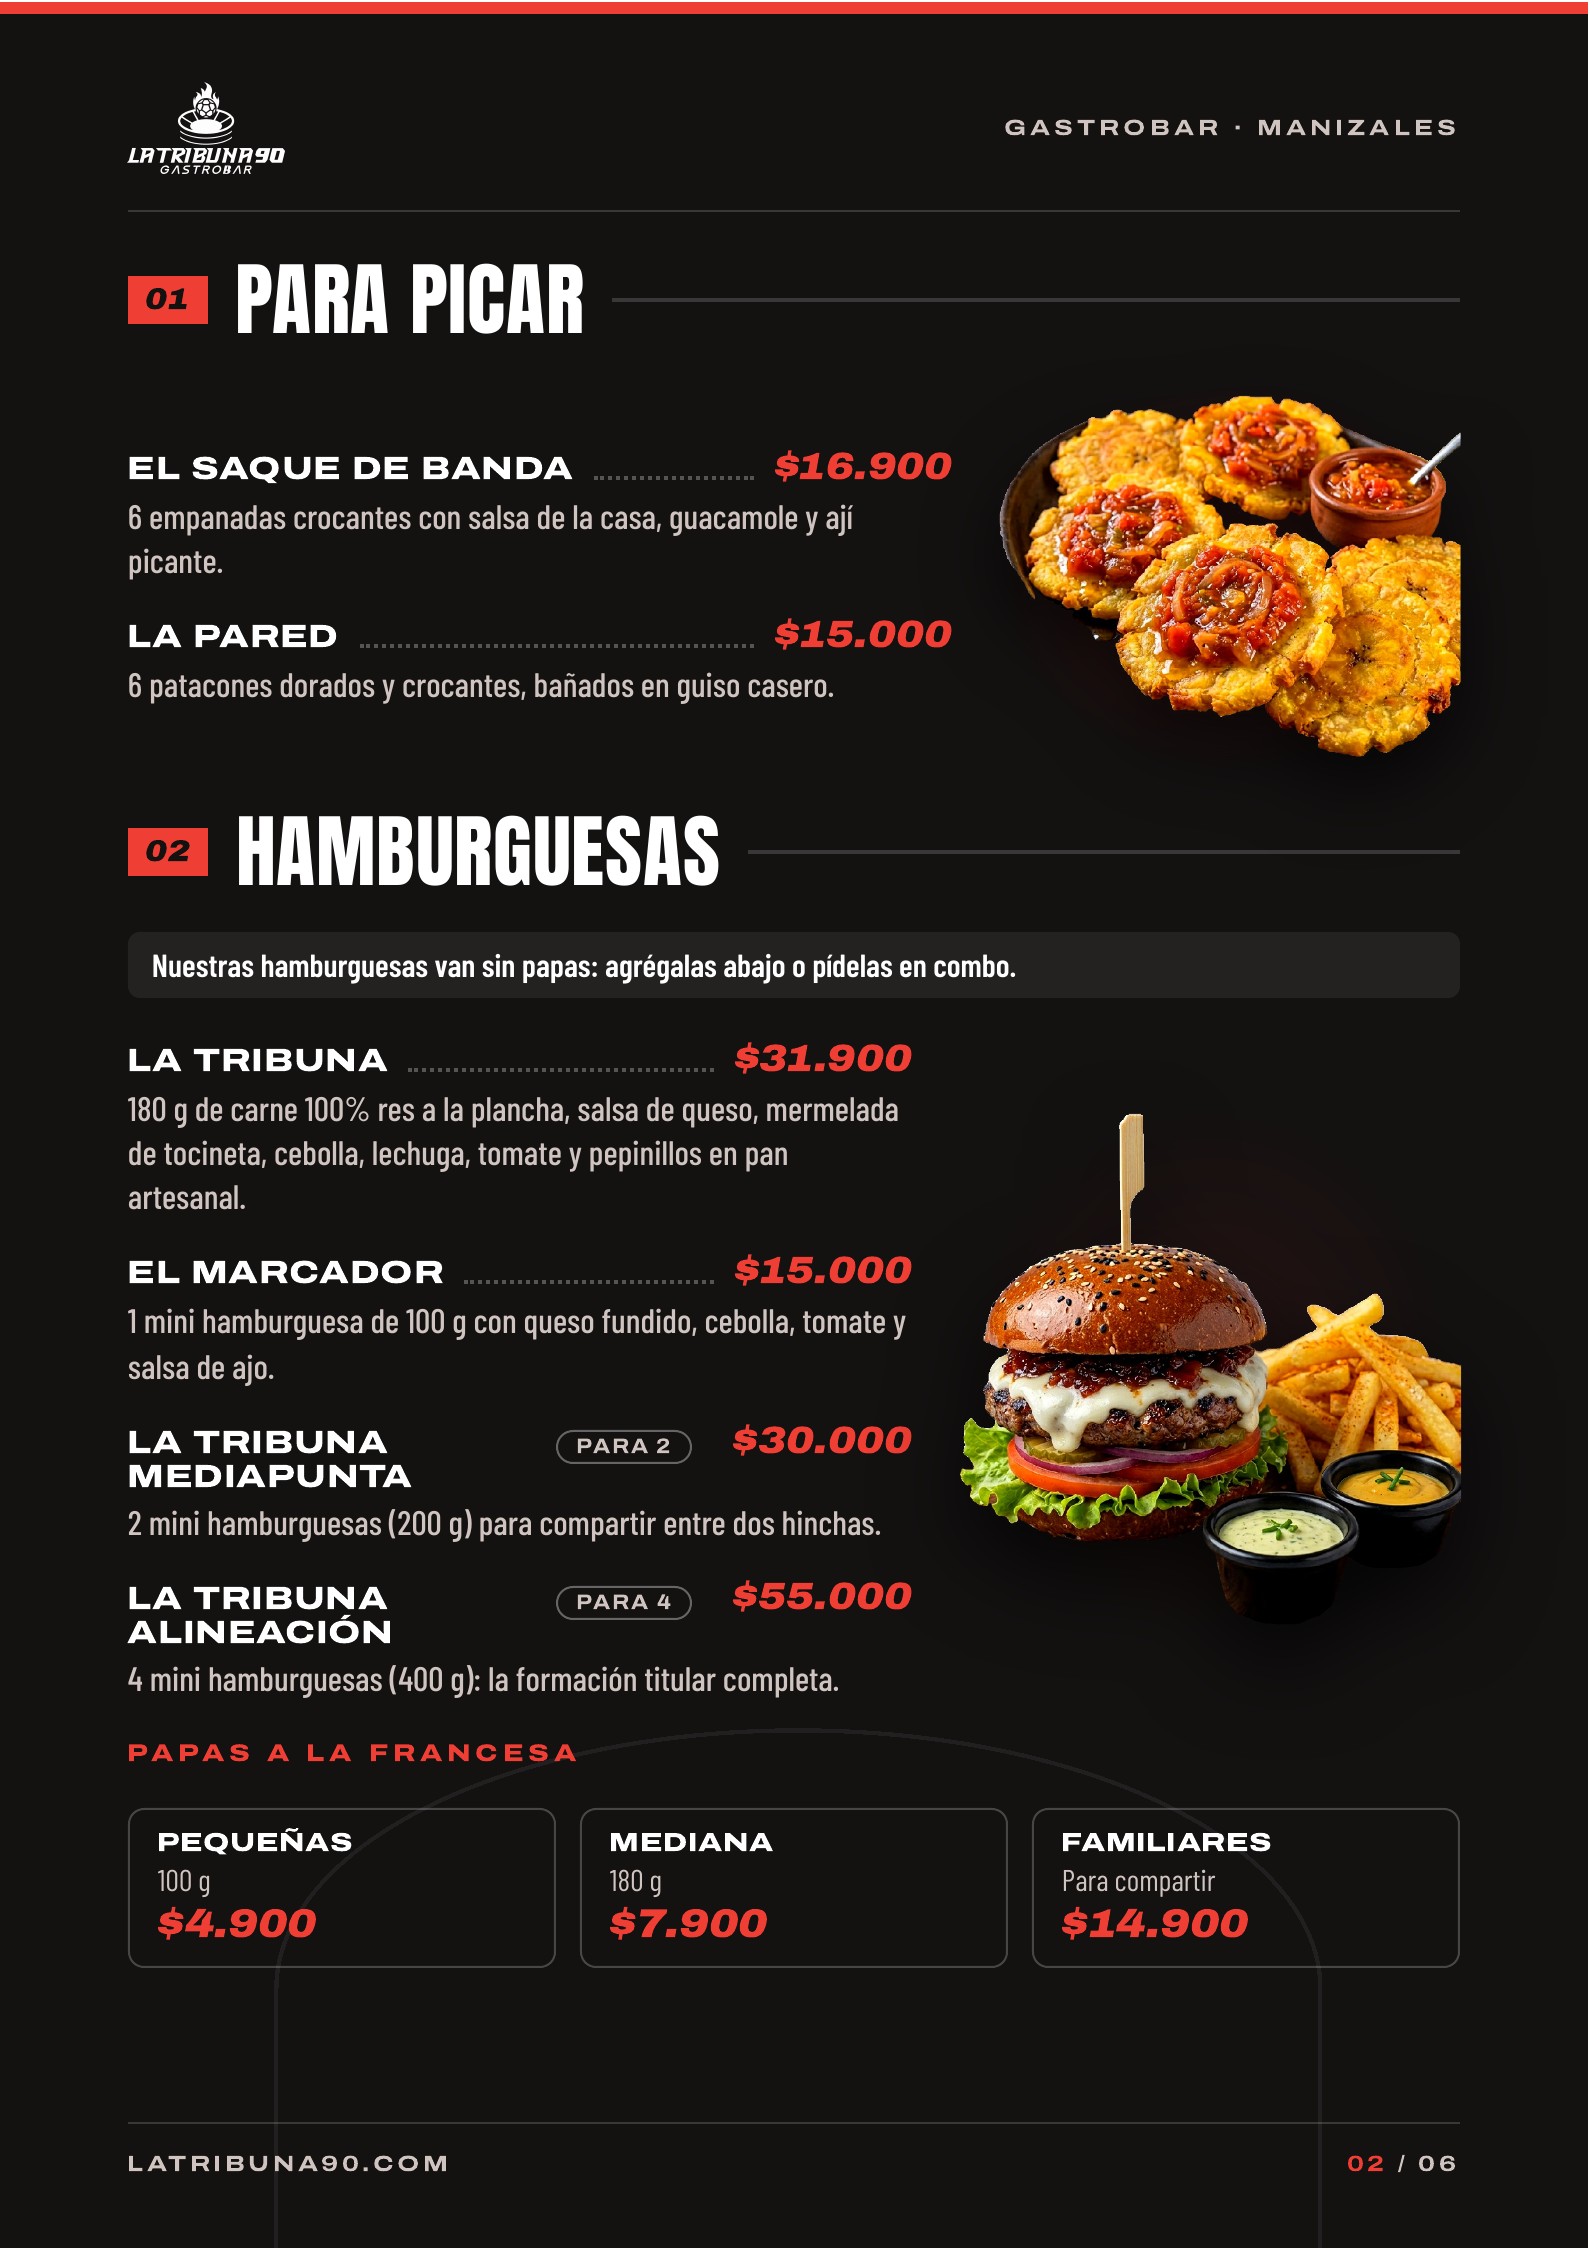 LATRIBUNA90
GASTROBAR
GASTROBAR · MANIZALES
01 PARA PICAR
EL SAQUE DE BANDA $16.900
6 empanadas crocantes con salsa de la casa, guacamole y ají
picante.
LA PARED $15.000
6 patacones dorados y crocantes, bañados en guiso casero.
02 HAMBURGUESAS
Nuestras hamburguesas van sin papas: agrégalas abajo o pídelas en combo.
LA TRIBUNA $31.900
180 g de carne 100% res a la plancha, salsa de queso, mermelada
de tocineta, cebolla, lechuga, tomate y pepinillos en pan
artesanal.
EL MARCADOR $15.000
1 mini hamburguesa de 100 g con queso fundido, cebolla, tomate y
salsa de ajo.
LA TRIBUNA
MEDIAPUNTA
PARA 2 $30.000
2 mini hamburguesas (200 g) para compartir entre dos hinchas.
LA TRIBUNA
ALINEACIÓN
PARA 4 $55.000
4 mini hamburguesas (400 g): la formación titular completa.
PAPAS A LA FRANCESA
PEQUEÑAS
100 g
$4.900
MEDIANA
180 g
$7.900
FAMILIARES
Para compartir
$14.900
LATRIBUNA90.COM
02 / 06